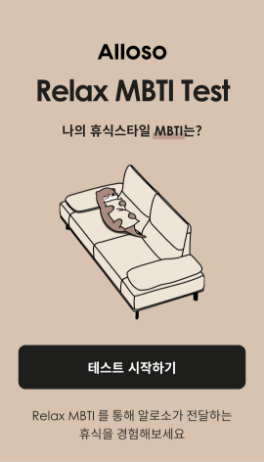 Alloso
Relax MBTI Test
나의 휴식스타일 MBTI는?
테스트 시작하기
Relax MBTI 를 통해 알로소가 전달하는
휴식을 경험해보세요